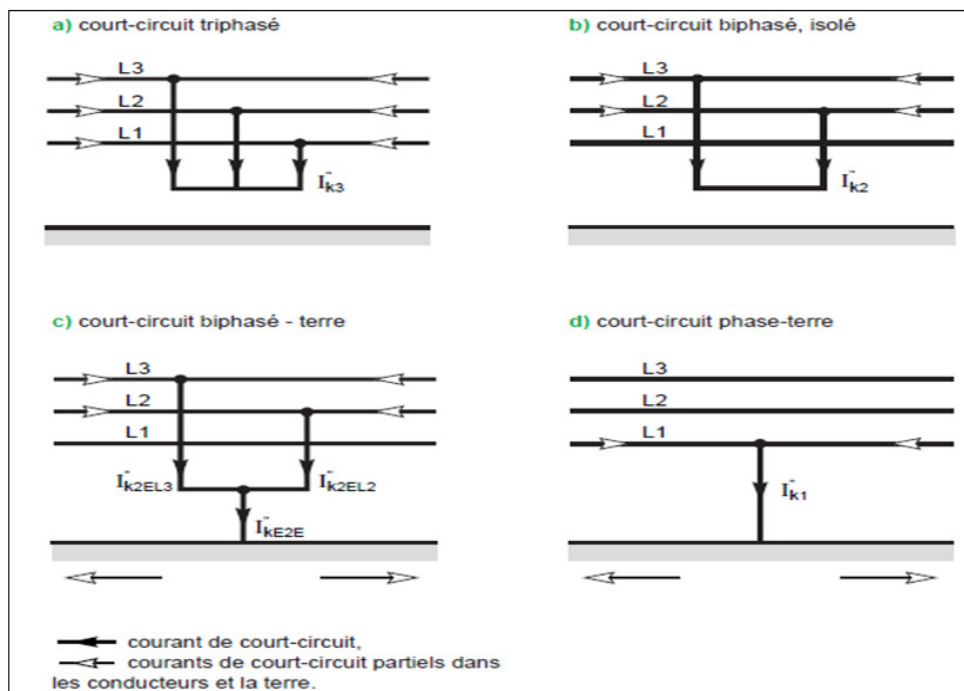 a) court-circuit triphasé
L3
L2
L1
I"k3
b) court-circuit biphasé, isolé
L3
L2
L1
I"k2
c) court-circuit biphasé - terre
L3
L2
L1
I"k2EL3
I"k2EL2
I"kE2E
d) court-circuit phase-terre
L3
L2
L1
I"k1
courant de court-circuit,
courants de court-circuit partiels dans
les conducteurs et la terre.